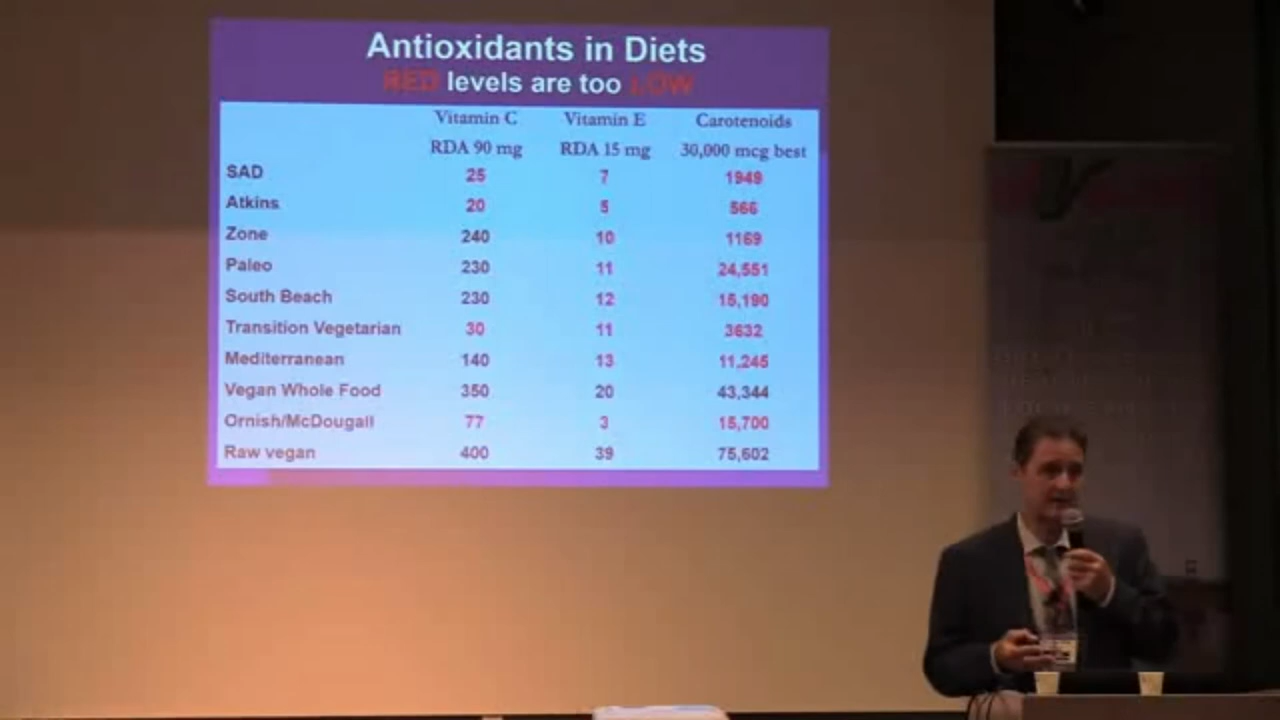 Antioxidants in Diets
RED levels are too LOW
Vitamin C Vitamin E Carotenoids
RDA 90 mg RDA 15 mg 30,000 mcg best
SAD 25 7 1949
Atkins 20 5 566
Zone 240 10 1169
Paleo 230 11 24,551
South Beach 230 12 15,190
Transition Vegetarian 30 11 3632
Mediterranean 140 13 11,245
Vegan Whole Food 350 20 43,344
Ornish/McDougall 77 3 15,700
Raw vegan 400 39 75,602